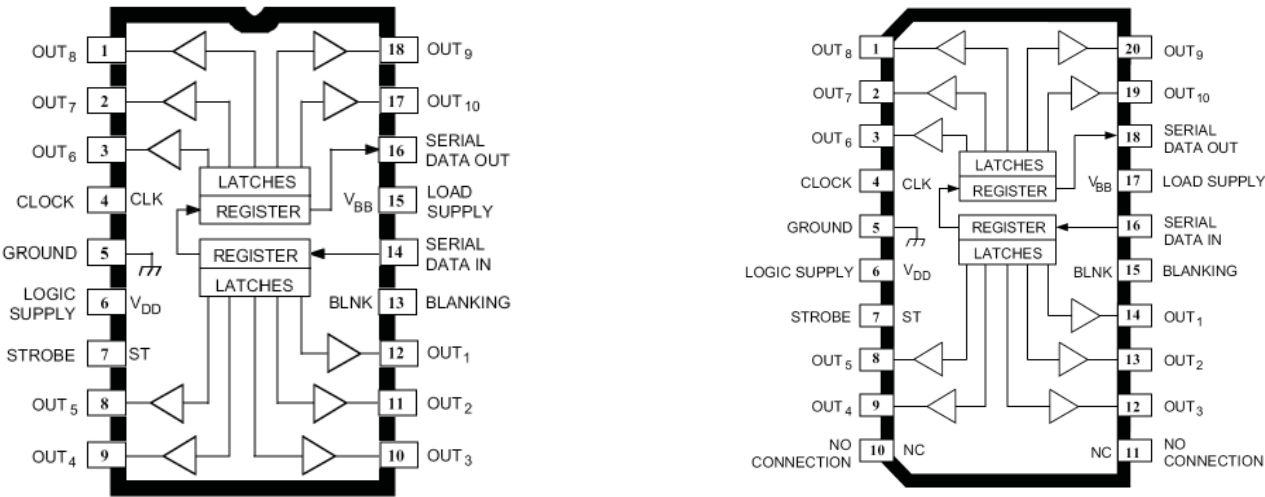 OUT8 1 18 OUT9
OUT7 2 17 OUT10
OUT6 3 16 SERIAL
DATA OUT
LATCHES
CLOCK 4 CLK VBB 15 LOAD
SUPPLY
REGISTER
GROUND 5 REGISTER 14 SERIAL
DATA IN
LATCHES
LOGIC
SUPPLY 6 VDD BLNK 13 BLANKING
STROBE 7 ST 12 OUT1
OUT5 8 11 OUT2
OUT4 9 10 OUT3
OUT8 1 20 OUT9
OUT7 2 19 OUT10
OUT6 3 18 SERIAL
DATA OUT
LATCHES
CLOCK 4 CLK REGISTER VBB 17 LOAD SUPPLY
GROUND 5 REGISTER 16 SERIAL
DATA IN
LATCHES
LOGIC SUPPLY 6 VDD BLNK 15 BLANKING
STROBE 7 ST 14 OUT1
OUT5 8 13 OUT2
OUT4 9 12 OUT3
NO
CONNECTION 10 NC NC 11 NO
CONNECTION